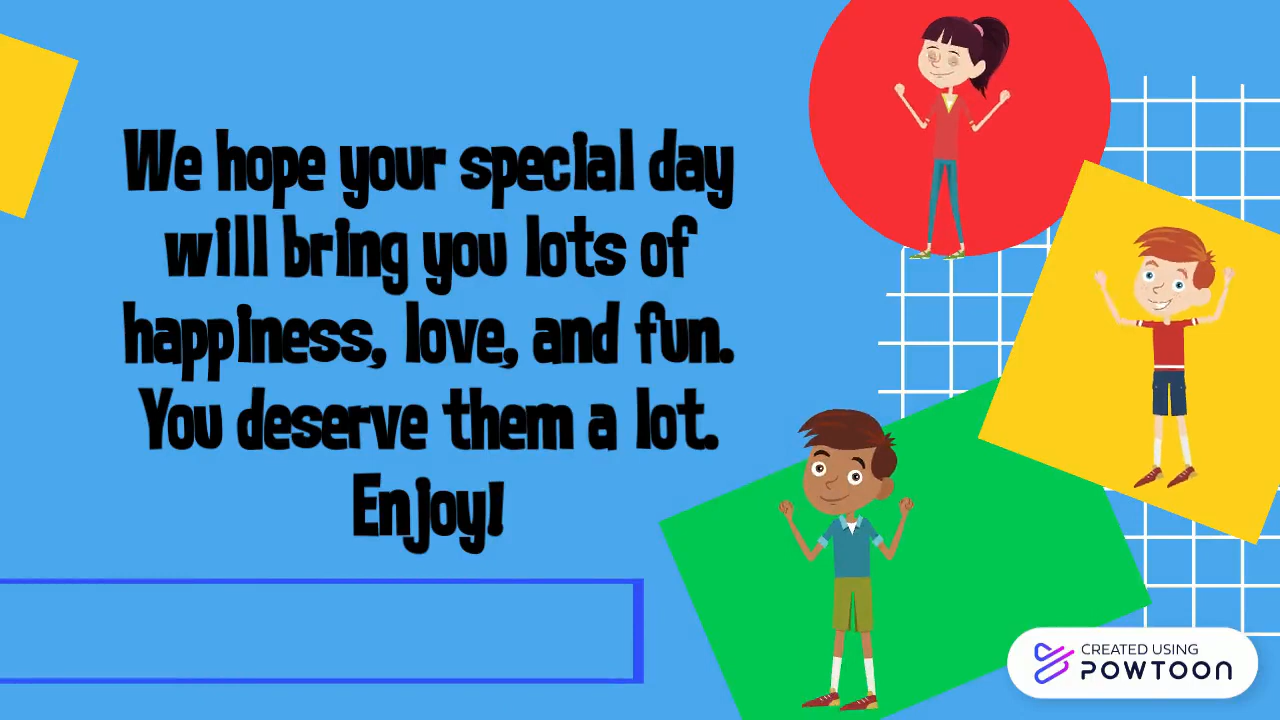 We hope your special day
will bring you lots of
happiness, love, and fun.
You deserve them a lot.
Enjoy!
CREATED USING
POWTOON